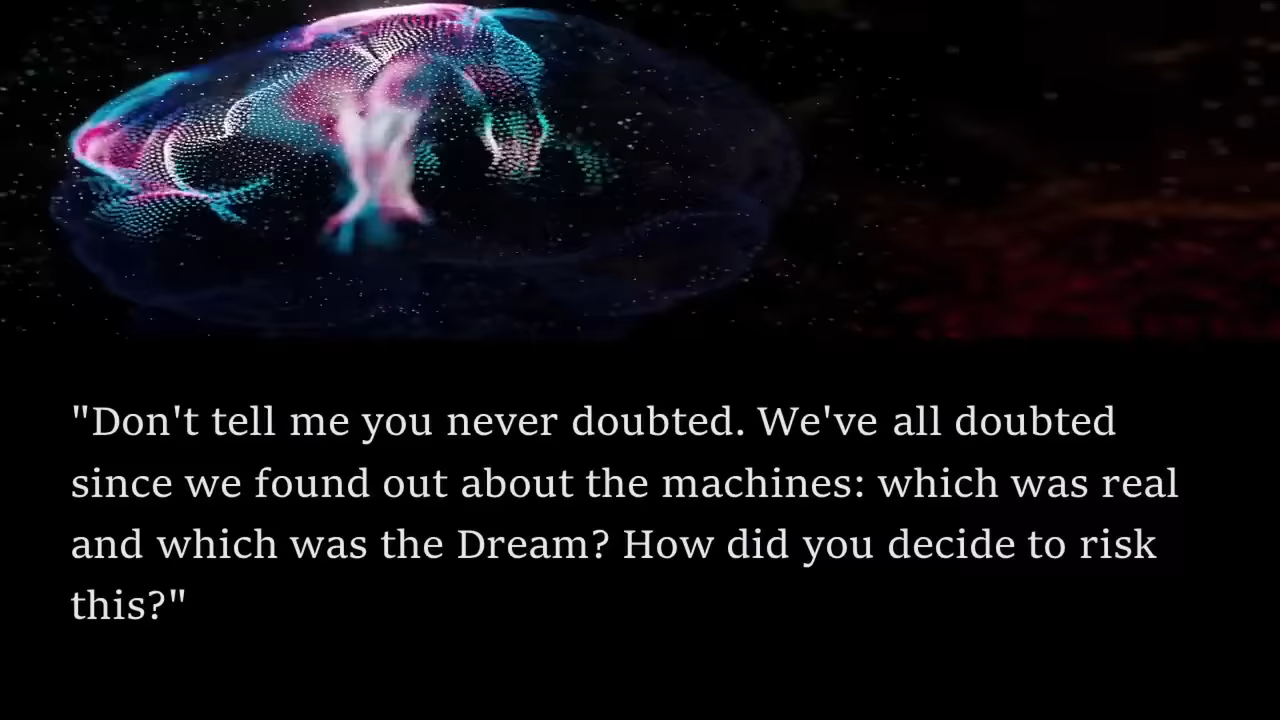 "Don't tell me you never doubted. We've all doubted
since we found out about the machines: which was real
and which was the Dream? How did you decide to risk
this?"